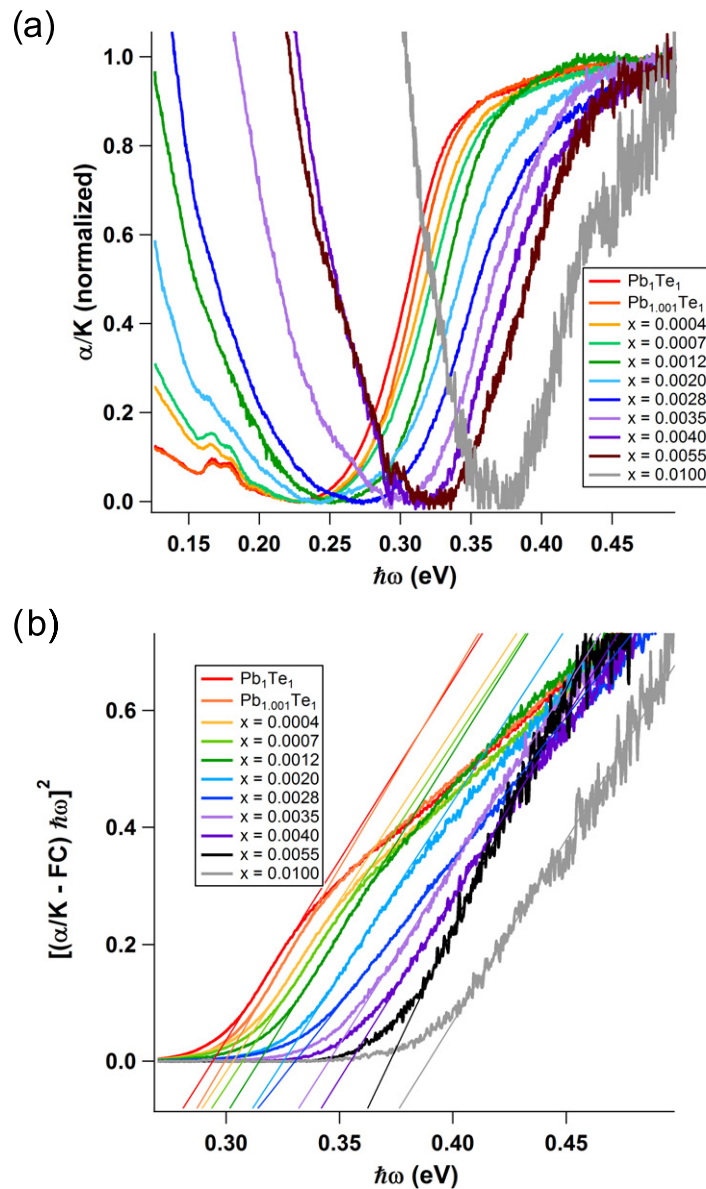 (a)
α/K (normalized)
1.0
0.8
0.6
0.4
0.2
0.0
Pb₁Te₁
Pb₁.₀₀₁Te₁
x = 0.0004
x = 0.0007
x = 0.0012
x = 0.0020
x = 0.0028
x = 0.0035
x = 0.0040
x = 0.0055
x = 0.0100
0.15 0.20 0.25 0.30 0.35 0.40 0.45
ℏω (eV)
(b)
[(α/K - FC) ℏω]²
Pb₁Te₁
Pb₁.₀₀₁Te₁
x = 0.0004
x = 0.0007
x = 0.0012
x = 0.0020
x = 0.0028
x = 0.0035
x = 0.0040
x = 0.0055
x = 0.0100
0.6
0.4
0.2
0.0
0.30 0.35 0.40 0.45
ℏω (eV)